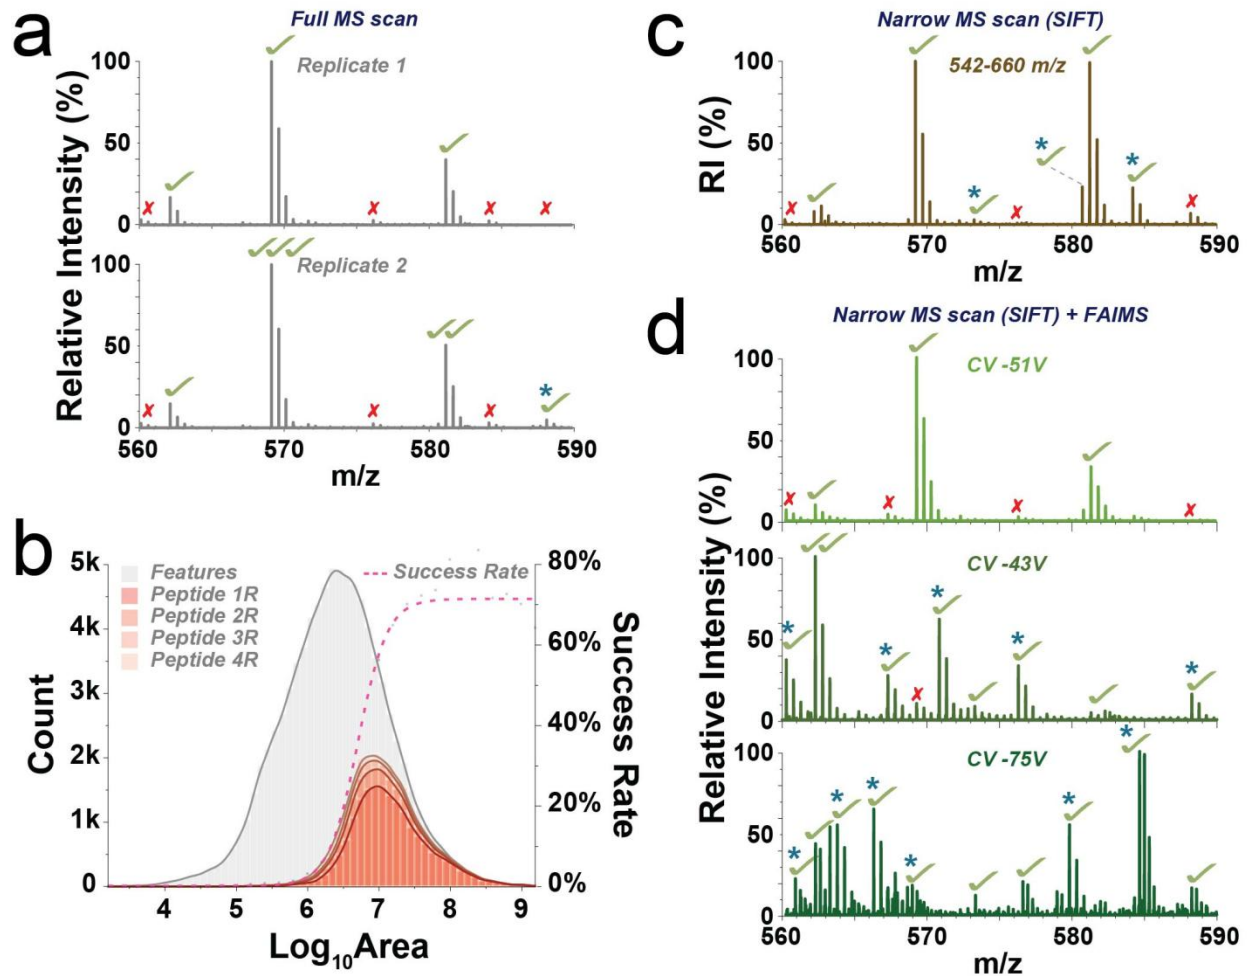 a
Full MS scan
Replicate 1
100
50
0
Relative Intensity (%)
Replicate 2
100
50
0
560
570
580
590
m/z
b
5k
4k
3k
2k
1k
0
Count
Features
Peptide 1R
Peptide 2R
Peptide 3R
Peptide 4R
Success Rate
80%
60%
40%
20%
0%
Success Rate
4
5
6
7
8
9
Log10Area
c
Narrow MS scan (SIFT)
542-660 m/z
100
50
0
RI (%)
*
*
*
560
570
580
590
m/z
d
Narrow MS scan (SIFT) + FAIMS
CV -51V
100
50
0
Relative Intensity (%)
CV -43V
100
50
0
CV -75V
100
50
0
Relative Intensity (%)
560
570
580
590
m/z